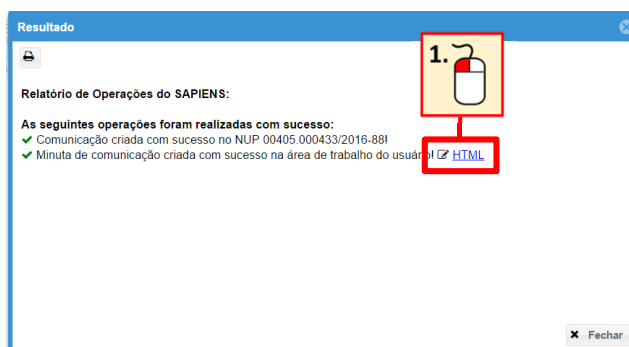 Resultado
1.
Relatório de Operações do SAPIENS:
As seguintes operações foram realizadas com sucesso:
Comunicação criada com sucesso no NUP 00405.000433/2016-88!
Minuta de comunicação criada com sucesso na área de trabalho do usuário! HTML
Fechar